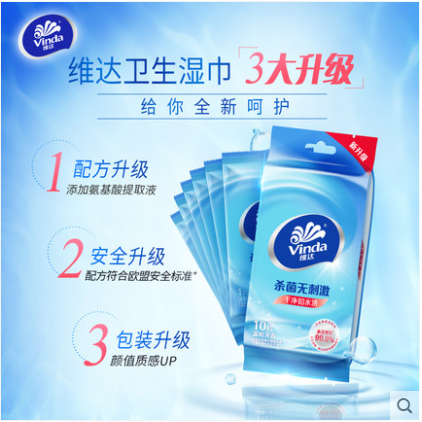 Vinda
维达
维达卫生湿巾 3大升级
给你全新呵护
1 配方升级
添加氨基酸提取液
2 安全升级
配方符合欧盟安全标准*
3 包装升级
颜值质感UP
新升级
Vinda
维达
杀菌无刺激
干净如水洗
10
99.9%